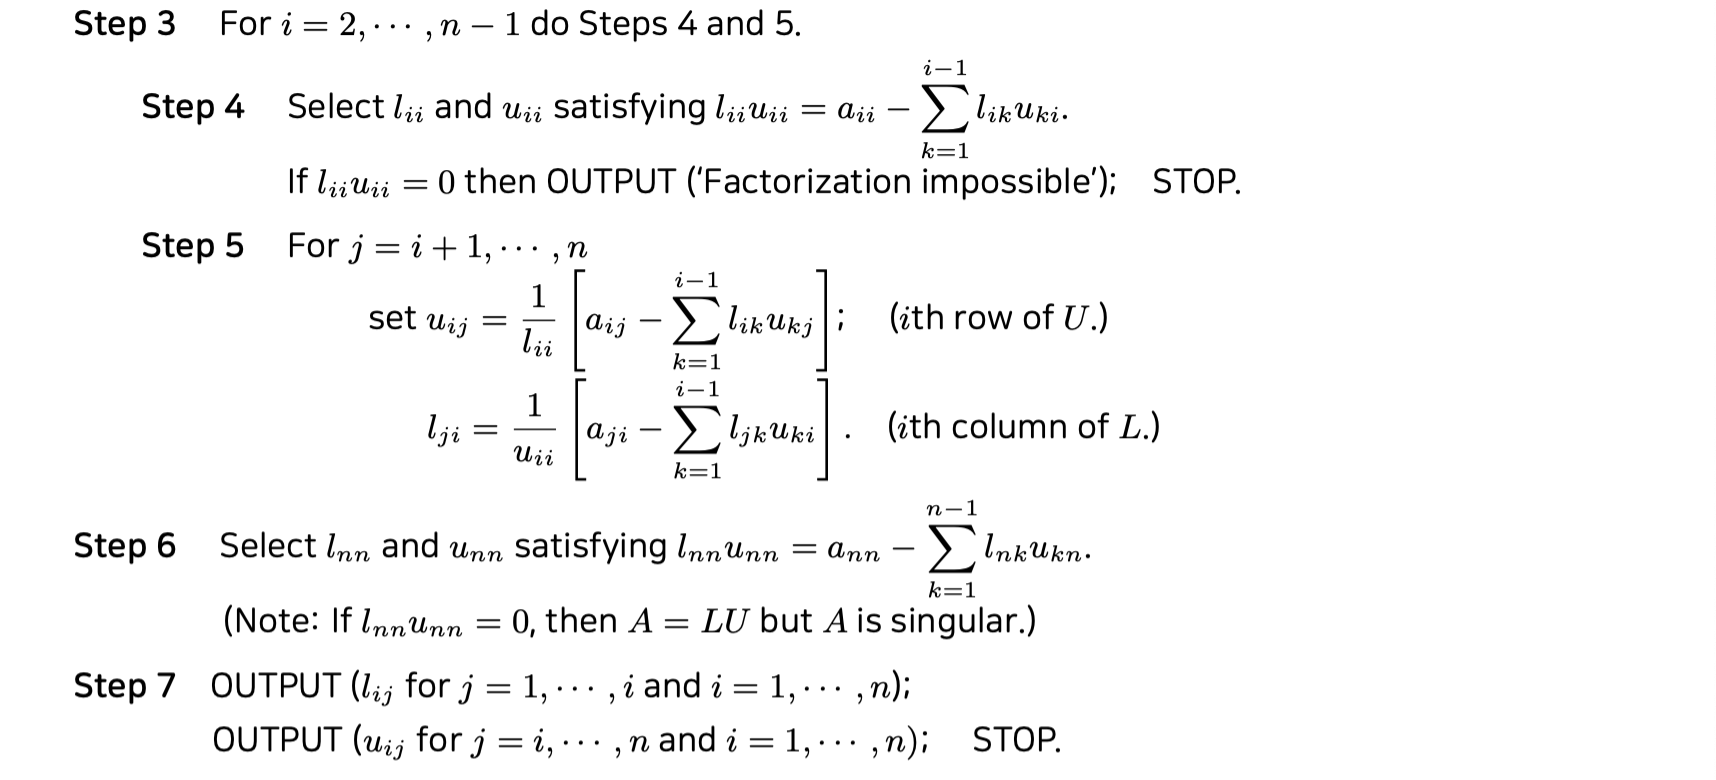 Step 3 For $i = 2, \cdots, n-1$ do Steps 4 and 5.
Step 4 Select $l_{ii}$ and $u_{ii}$ satisfying $l_{ii}u_{ii} = a_{ii} - \sum_{k=1}^{i-1} l_{ik}u_{ki}$.
If $l_{ii}u_{ii} = 0$ then OUTPUT ('Factorization impossible'); STOP.
Step 5 For $j = i+1, \cdots, n$
set $u_{ij} = \frac{1}{l_{ii}} \left[ a_{ij} - \sum_{k=1}^{i-1} l_{ik}u_{kj} \right]$; ($i$th row of $U$.)
$l_{ji} = \frac{1}{u_{ii}} \left[ a_{ji} - \sum_{k=1}^{i-1} l_{jk}u_{ki} \right]$. ($i$th column of $L$.)
Step 6 Select $l_{nn}$ and $u_{nn}$ satisfying $l_{nn}u_{nn} = a_{nn} - \sum_{k=1}^{n-1} l_{nk}u_{kn}$.
(Note: If $l_{nn}u_{nn} = 0$, then $A = LU$ but $A$ is singular.)
Step 7 OUTPUT ($l_{ij}$ for $j = 1, \cdots, i$ and $i = 1, \cdots, n$);
OUTPUT ($u_{ij}$ for $j = i, \cdots, n$ and $i = 1, \cdots, n$); STOP.